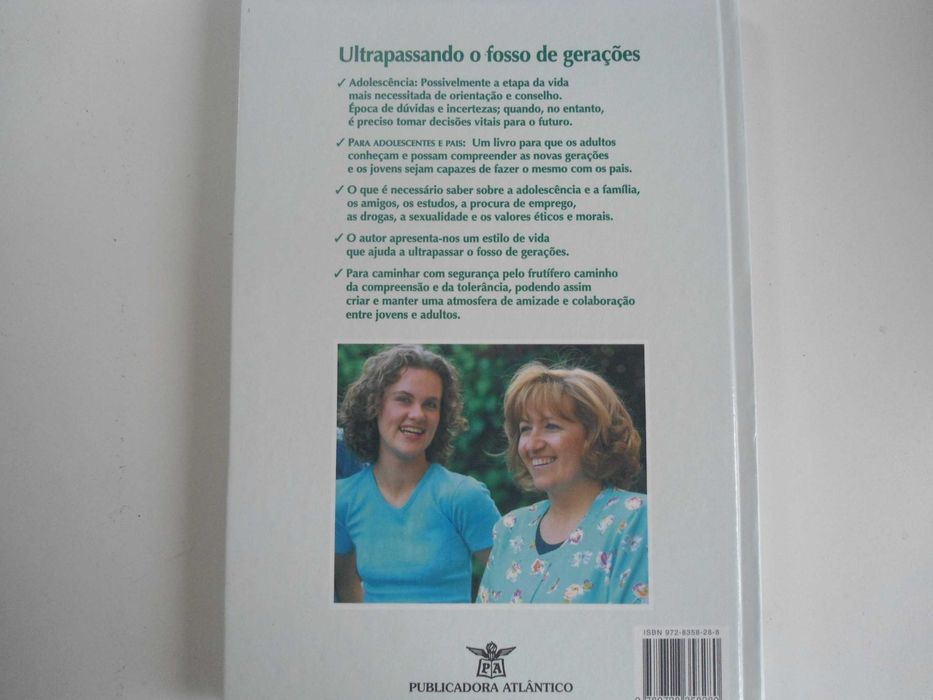 Ultrapassando o fosso de gerações
✓ Adolescência: Possivelmente a etapa da vida
mais necessitada de orientação e conselho.
Época de dúvidas e incertezas; quando, no entanto,
é preciso tomar decisões vitais para o futuro.
✓ PARA ADOLESCENTES E PAIS: Um livro para que os adultos
conheçam e possam compreender as novas gerações
e os jovens sejam capazes de fazer o mesmo com os pais.
✓ O que é necessário saber sobre a adolescência e a família,
os amigos, os estudos, a procura de emprego,
as drogas, a sexualidade e os valores éticos e morais.
✓ O autor apresenta-nos um estilo de vida
que ajuda a ultrapassar o fosso de gerações.
✓ Para caminhar com segurança pelo frutífero caminho
da compreensão e da tolerância, podendo assim
criar e manter uma atmosfera de amizade e colaboração
entre jovens e adultos.
ISBN 972-8358-28-8
P A
PUBLICADORA ATLÂNTICO